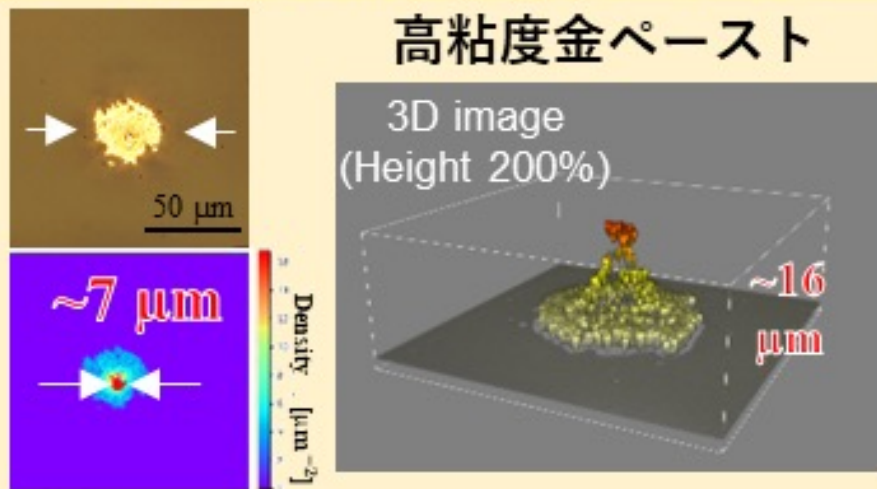 高粘度金ペースト
3D image
(Height 200%)
50 μm
~7 μm
Density
[μm⁻²]
~16
μm